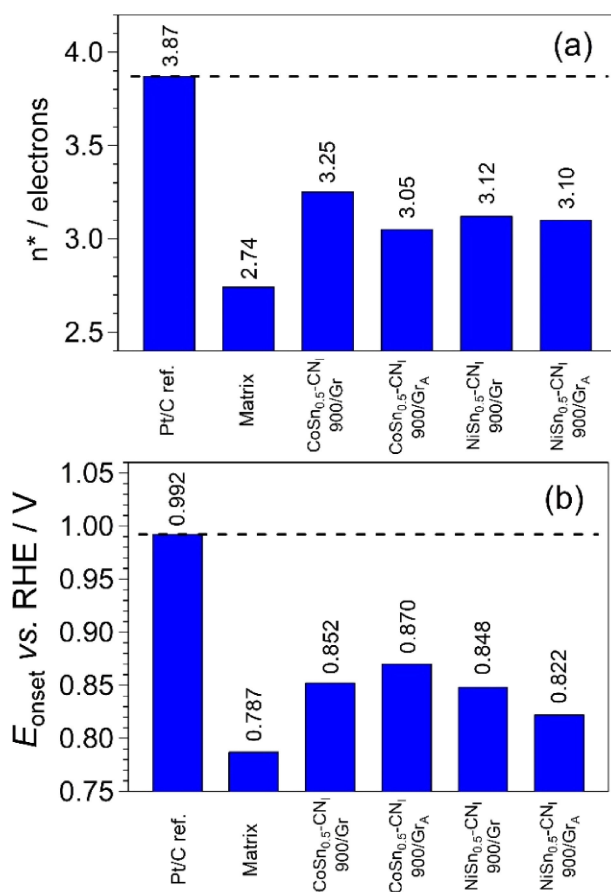 (a)
n* / electrons
4.0
3.5
3.0
2.5
3.87
2.74
3.25
3.05
3.12
3.10
Pt/C ref.
Matrix
CoSn0.5-CNl
900/Gr
CoSn0.5-CNl
900/GrA
NiSn0.5-CNl
900/Gr
NiSn0.5-CNl
900/GrA
(b)
Eonset vs. RHE / V
1.05
1.00
0.95
0.90
0.85
0.80
0.75
0.992
0.787
0.852
0.870
0.848
0.822
Pt/C ref.
Matrix
CoSn0.5-CNl
900/Gr
CoSn0.5-CNl
900/GrA
NiSn0.5-CNl
900/Gr
NiSn0.5-CNl
900/GrA